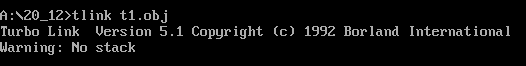 A:\20_12>tlink t1.obj
Turbo Link  Version 5.1 Copyright (c) 1992 Borland International
Warning: No stack